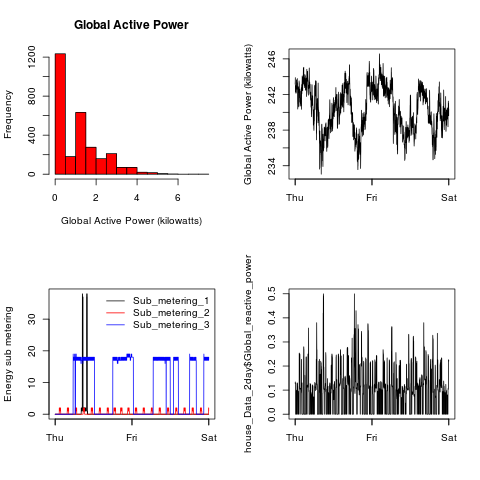 Global Active Power
Frequency
0 400 800 1200
0 2 4 6
Global Active Power (kilowatts)
Global Active Power (kilowatts)
234 238 242 246
Thu Fri Sat
Energy sub metering
0 10 20 30
Sub_metering_1
Sub_metering_2
Sub_metering_3
Thu Fri Sat
house_Data_2day$Global_reactive_power
0.0 0.1 0.2 0.3 0.4 0.5
Thu Fri Sat